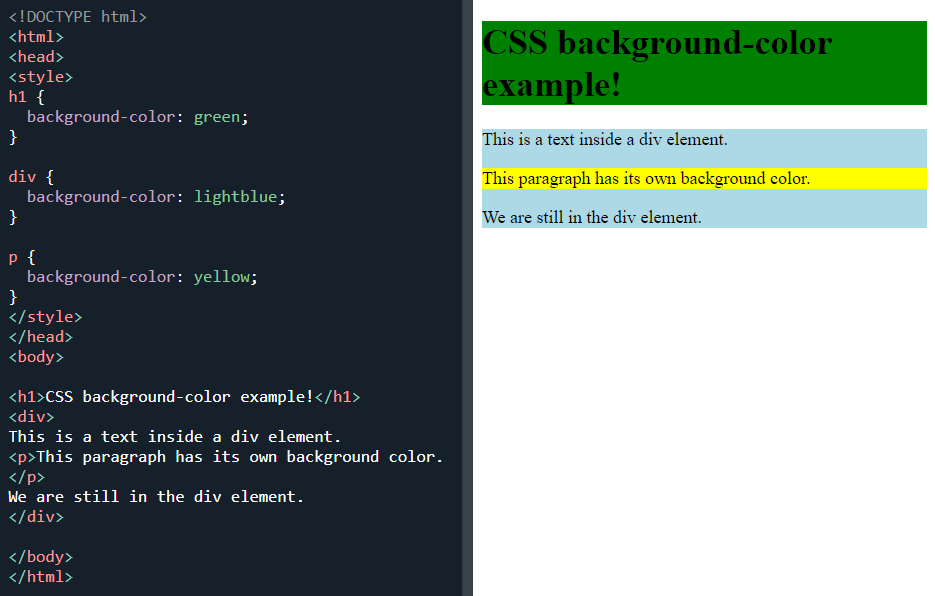 <!DOCTYPE html>
<html>
<head>
<style>
h1 {
  background-color: green;
}

div {
  background-color: lightblue;
}

p {
  background-color: yellow;
}
</style>
</head>
<body>

<h1>CSS background-color example!</h1>
<div>
This is a text inside a div element.
<p>This paragraph has its own background color.
</p>
We are still in the div element.
</div>

</body>
</html>
CSS background-color
example!
This is a text inside a div element.
This paragraph has its own background color.
We are still in the div element.